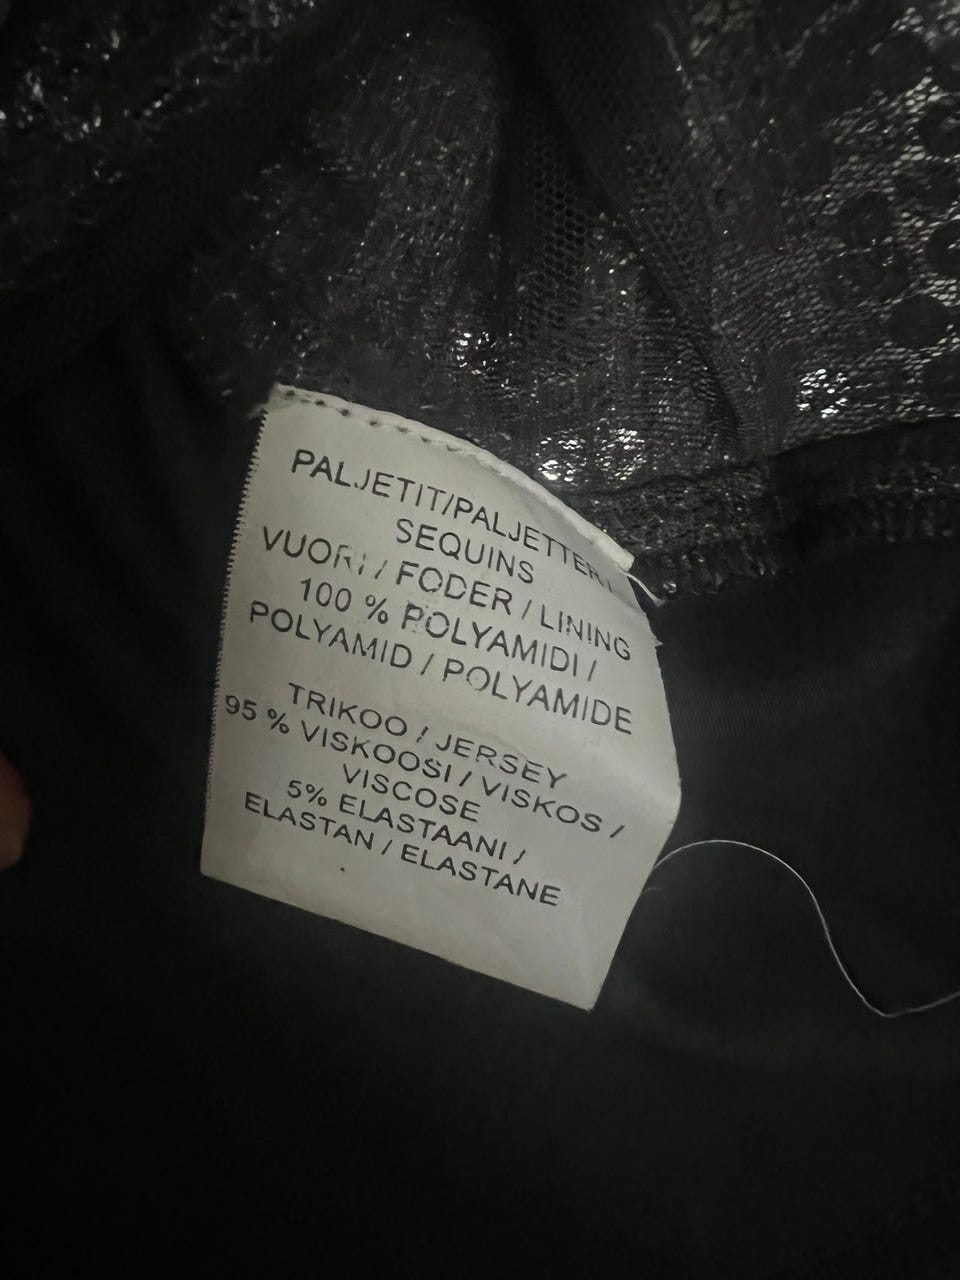 PALJETIT/PALJETTER /
SEQUINS
VUORI / FODER / LINING
100 % POLYAMIDI /
POLYAMID / POLYAMIDE
TRIKOO / JERSEY
95 % VISKOOSI / VISKOS /
VISCOSE
5% ELASTAANI /
ELASTAN / ELASTANE